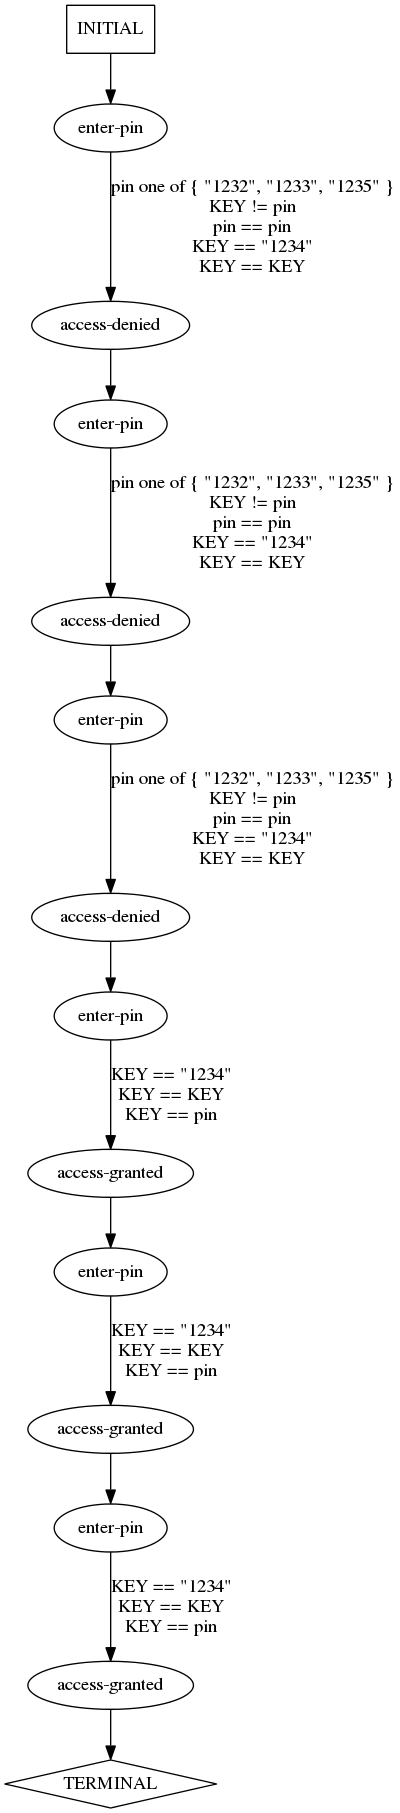 INITIAL
enter-pin
pin one of { "1232", "1233", "1235" }
KEY != pin
pin == pin
KEY == "1234"
KEY == KEY
access-denied
enter-pin
pin one of { "1232", "1233", "1235" }
KEY != pin
pin == pin
KEY == "1234"
KEY == KEY
access-denied
enter-pin
pin one of { "1232", "1233", "1235" }
KEY != pin
pin == pin
KEY == "1234"
KEY == KEY
access-denied
enter-pin
KEY == "1234"
KEY == KEY
KEY == pin
access-granted
enter-pin
KEY == "1234"
KEY == KEY
KEY == pin
access-granted
enter-pin
KEY == "1234"
KEY == KEY
KEY == pin
access-granted
TERMINAL